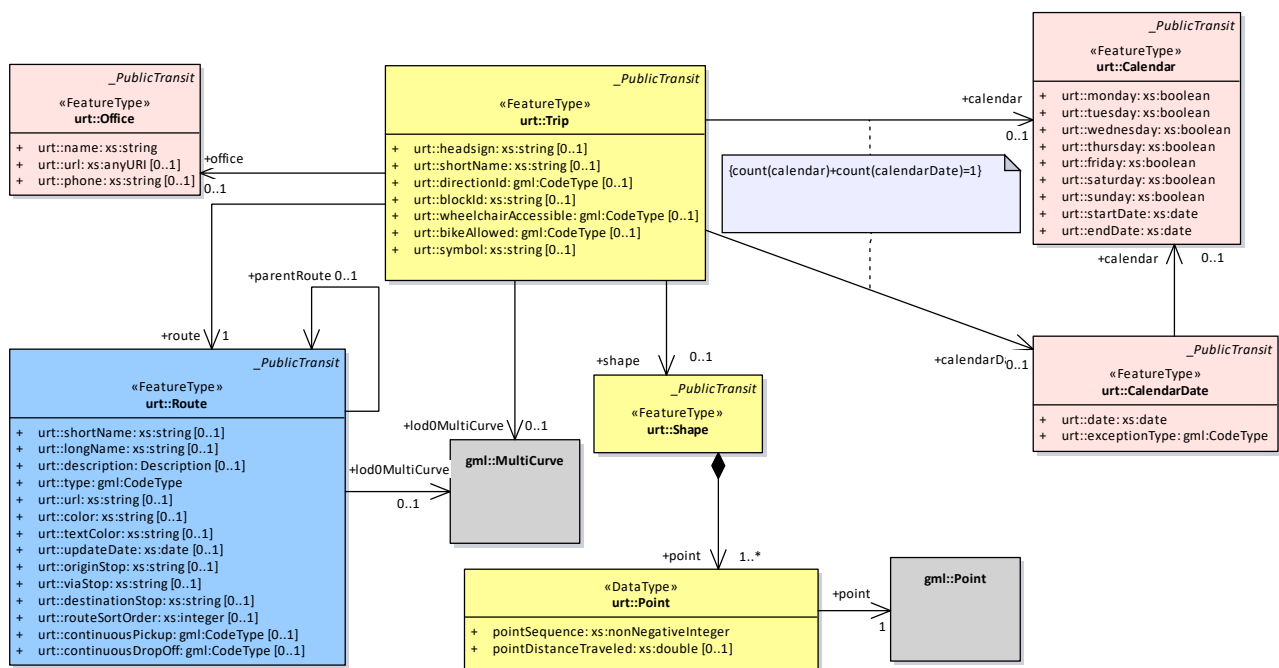 _PublicTransit
«FeatureType»
urt::Office
+ urt::name: xs:string
+ urt::url: xs:anyURI [0..1]
+ urt::phone: xs:string [0..1]
+office
0..1
_PublicTransit
«FeatureType»
urt::Trip
+ urt::headsign: xs:string [0..1]
+ urt::shortName: xs:string [0..1]
+ urt::directionId: gml:CodeType [0..1]
+ urt::blockId: xs:string [0..1]
+ urt::wheelchairAccessible: gml:CodeType [0..1]
+ urt::bikeAllowed: gml:CodeType [0..1]
+ urt::symbol: xs:string [0..1]
+calendar
0..1
{count(calendar)+count(calendarDate)=1}
_PublicTransit
«FeatureType»
urt::Calendar
+ urt::monday: xs:boolean
+ urt::tuesday: xs:boolean
+ urt::wednesday: xs:boolean
+ urt::thursday: xs:boolean
+ urt::friday: xs:boolean
+ urt::saturday: xs:boolean
+ urt::sunday: xs:boolean
+ urt::startDate: xs:date
+ urt::endDate: xs:date
+calendar
0..1
+parentRoute 0..1
+route
1
+shape
0..1
+calendarD
0..1
_PublicTransit
«FeatureType»
urt::CalendarDate
+ urt::date: xs:date
+ urt::exceptionType: gml:CodeType
_PublicTransit
«FeatureType»
urt::Route
+ urt::shortName: xs:string [0..1]
+ urt::longName: xs:string [0..1]
+ urt::description: Description [0..1]
+ urt::type: gml:CodeType
+ urt::url: xs:string [0..1]
+ urt::color: xs:string [0..1]
+ urt::textColor: xs:string [0..1]
+ urt::updateDate: xs:date [0..1]
+ urt::originStop: xs:string [0..1]
+ urt::viaStop: xs:string [0..1]
+ urt::destinationStop: xs:string [0..1]
+ urt::routeSortOrder: xs:integer [0..1]
+ urt::continuousPickup: gml:CodeType [0..1]
+ urt::continuousDropOff: gml:CodeType [0..1]
+lod0MultiCurve
0..1
+lod0MultiCurve
0..1
gml::MultiCurve
_PublicTransit
«FeatureType»
urt::Shape
+point
1..*
«DataType»
urt::Point
+ pointSequence: xs:nonNegativeInteger
+ pointDistanceTraveled: xs:double [0..1]
+point
1
gml::Point